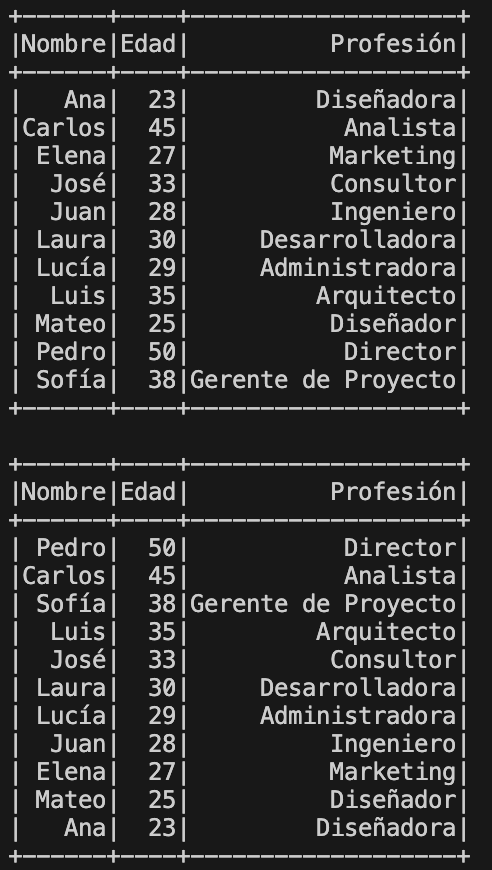 +------+----+-------------------+
|Nombre|Edad|          Profesión|
+------+----+-------------------+
|   Ana|  23|         Diseñadora|
|Carlos|  45|           Analista|
| Elena|  27|          Marketing|
|  José|  33|          Consultor|
|  Juan|  28|          Ingeniero|
| Laura|  30|     Desarrolladora|
| Lucía|  29|     Administradora|
|  Luis|  35|         Arquitecto|
| Mateo|  25|          Diseñador|
| Pedro|  50|           Director|
| Sofía|  38|Gerente de Proyecto|
+------+----+-------------------+

+------+----+-------------------+
|Nombre|Edad|          Profesión|
+------+----+-------------------+
| Pedro|  50|           Director|
|Carlos|  45|           Analista|
| Sofía|  38|Gerente de Proyecto|
|  Luis|  35|         Arquitecto|
|  José|  33|          Consultor|
| Laura|  30|     Desarrolladora|
| Lucía|  29|     Administradora|
|  Juan|  28|          Ingeniero|
| Elena|  27|          Marketing|
| Mateo|  25|          Diseñador|
|   Ana|  23|         Diseñadora|
+------+----+-------------------+